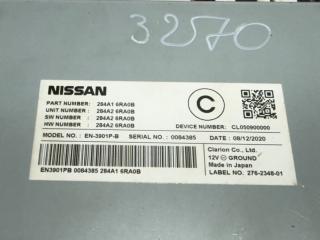 32570
NISSAN
PART NUMBER: 284A1 6RA0B
UNIT NUMBER: 284A2 6RA0B
SW NUMBER: 284A2 6RA0B
HW NUMBER: 284A2 6RA0B
C
DEVICE NUMBER: CL050900000
MODEL NO.: EN-3901P-B SERIAL NUMBER: 0084385 DATE: 08/12/2020
Clarion Co., Ltd.
12V ⊖ GROUND
Made in Japan
EN3901PB 0084385 284A1 6RA0B
LABEL NO. 276-2348-01